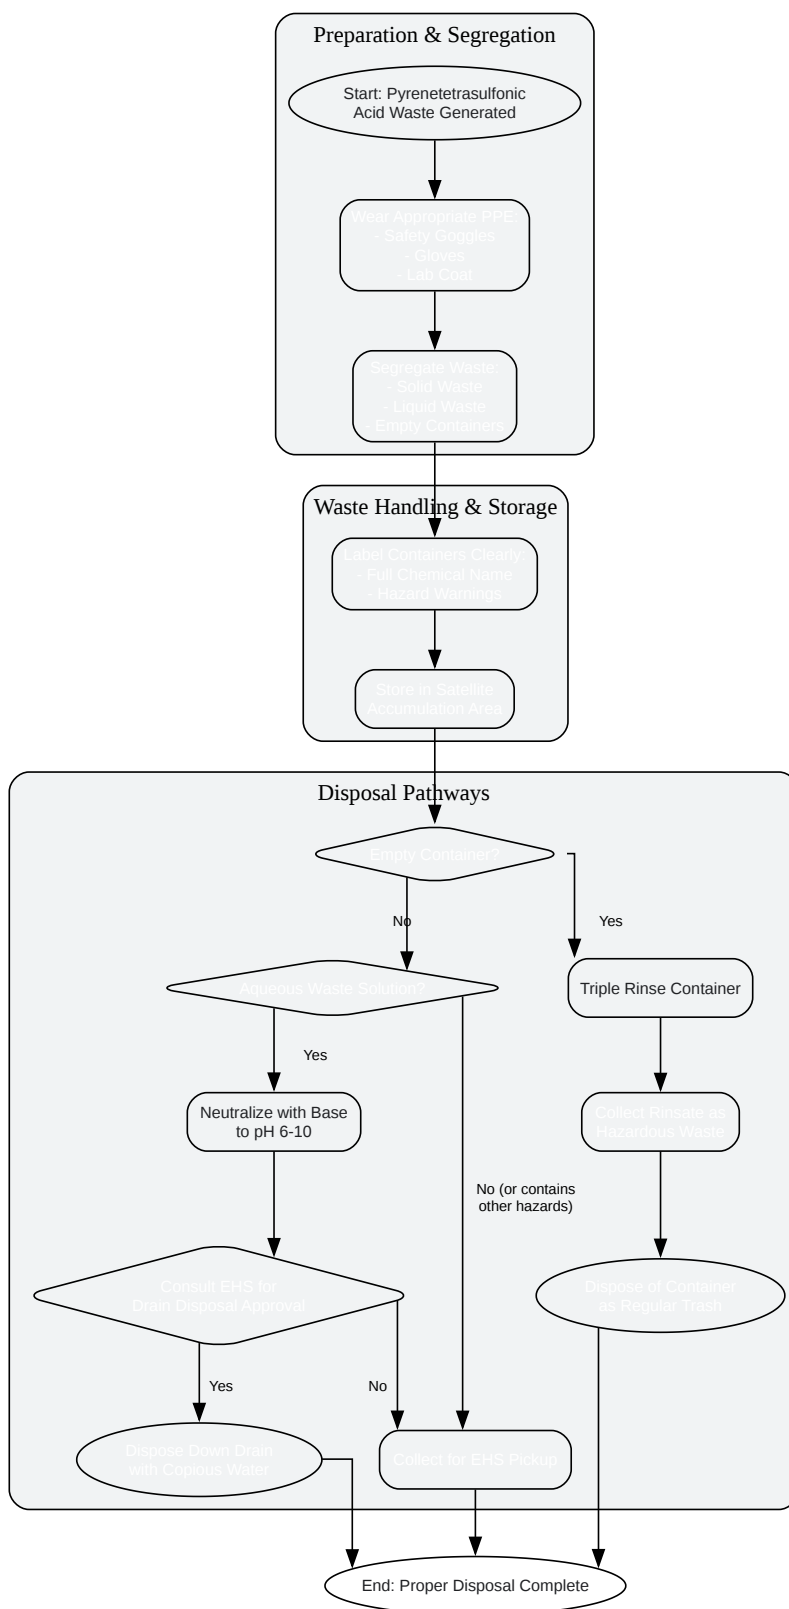 Preparation & Segregation
Start: Pyrenetetrasulfonic
Acid Waste Generated
Wear Appropriate PPE
- Safety Goggles
- Gloves
- Lab Coat
Segregate Waste:
- Solid Waste
- Liquid Waste
- Empty Containers
Waste Handling & Storage
Label Containers Clearly:
- Full Chemical Name
- Hazard Warnings
Store in Satellite
Accumulation Area
Disposal Pathways
Empty Container?
No
Yes
Aqueous Waste Solution?
Triple Rinse Container
Yes
Neutralize with Base
to pH 6-10
Collect Rinsate as
Hazardous Waste
No (or contains
other hazards)
Consult EHS for
Drain Disposal Approval
Dispose of Container
as Regular Trash
Yes
No
Dispose Down Drain
with Copious Water
Collect for EHS Pickup
End: Proper Disposal Complete